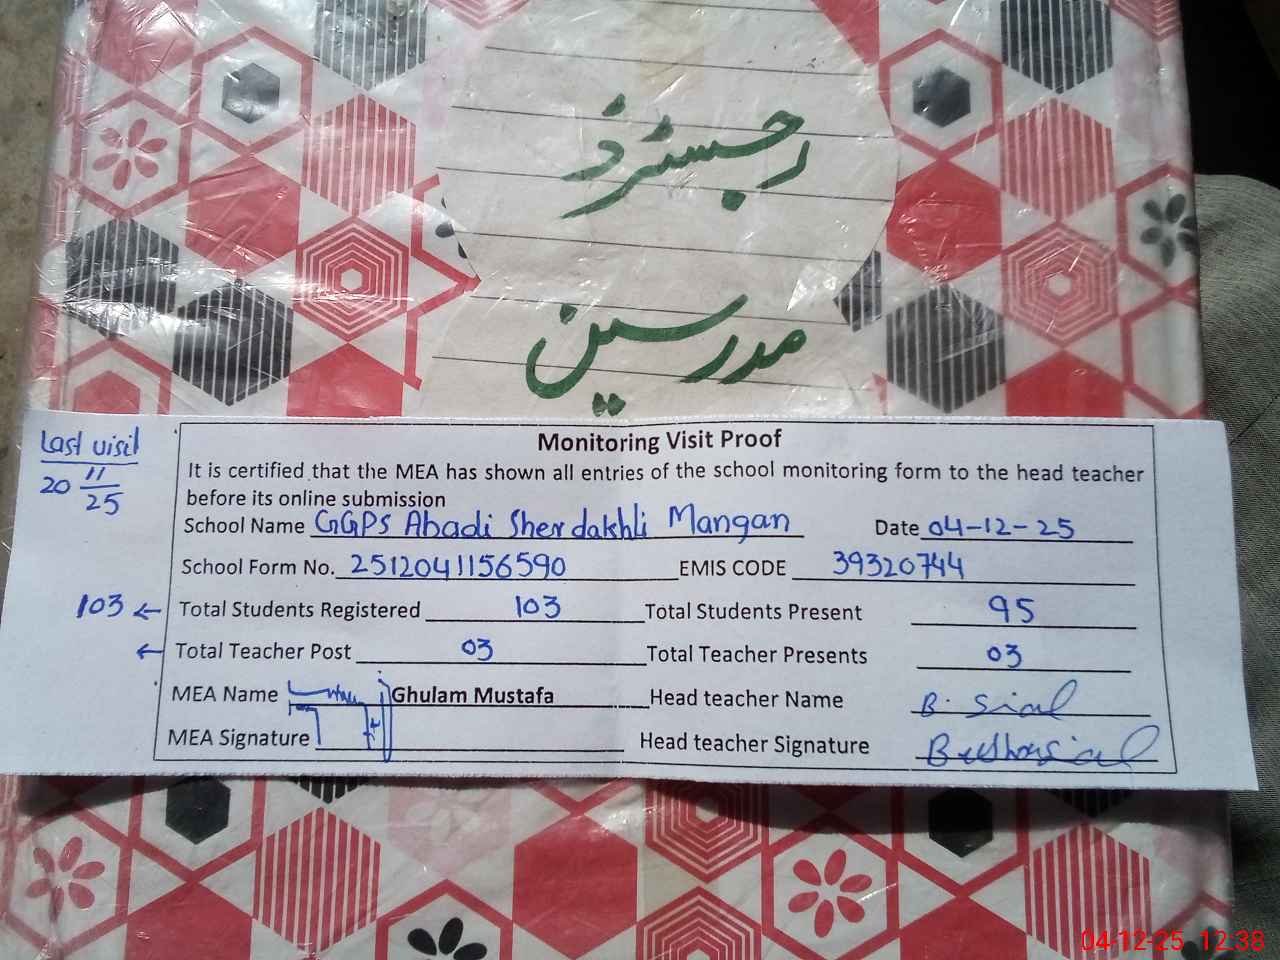 رجسٹرڈ
مدرسین
Last visit
20 11/25
Monitoring Visit Proof
It is certified that the MEA has shown all entries of the school monitoring form to the head teacher
before its online submission
School Name GGPS Abadi Sher dakhli Mangan Date 04-12-25
School Form No. 2512041156590 EMIS CODE 39320744
103 ← Total Students Registered 103 Total Students Present 95
← Total Teacher Post 03 Total Teacher Presents 03
MEA Name Ghulam Mustafa Head teacher Name B. Sial
MEA Signature Head teacher Signature
04-12-25 12:38